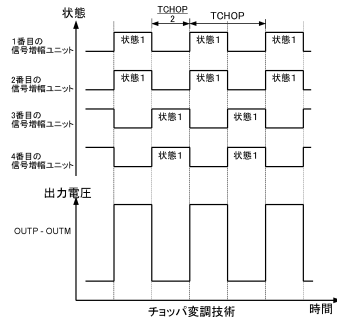 状態
TCHOP
2
TCHOP
1番目の
信号増幅ユニット
状態1 状態1 状態1
2番目の
信号増幅ユニット
状態1 状態1 状態1
3番目の
信号増幅ユニット
状態1 状態1
4番目の
信号増幅ユニット
状態1 状態1
出力電圧
OUTP - OUTM
チョッパ変調技術
時間